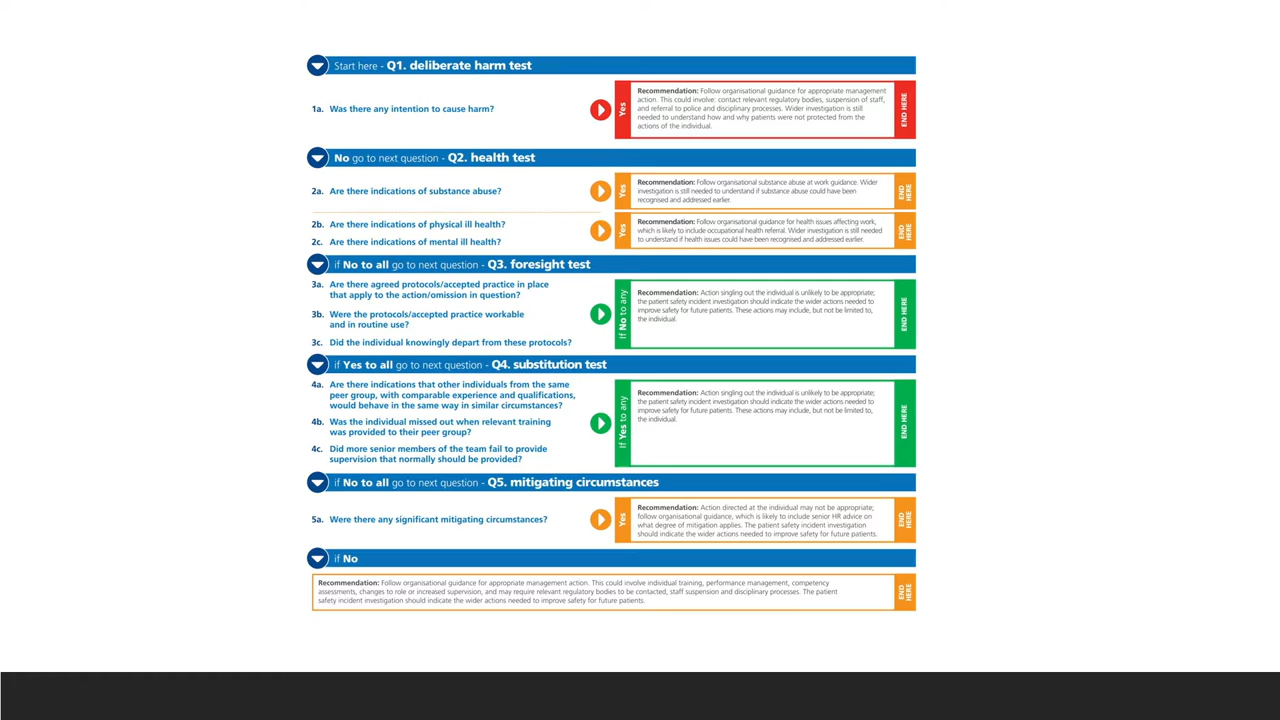 Start here - Q1. deliberate harm test
1a. Was there any intention to cause harm?
Yes
Recommendation: Follow organisational guidance for appropriate management
action. This could involve: contact relevant regulatory bodies, suspension of staff,
and referral to police and disciplinary processes. Wider investigation is still
needed to understand how and why patients were not protected from the
actions of the individual.
END HERE
No go to next question - Q2. health test
2a. Are there indications of substance abuse?
Yes
Recommendation: Follow organisational substance abuse at work guidance. Wider
investigation is still needed to understand if substance abuse could have been
recognised and addressed earlier.
END
HERE
2b. Are there indications of physical ill health?
2c. Are there indications of mental ill health?
Yes
Recommendation: Follow organisational guidance for health issues affecting work,
which is likely to include occupational health referral. Wider investigation is still needed
to understand if health issues could have been recognised and addressed earlier.
END
HERE
if No to all go to next question - Q3. foresight test
3a. Are there agreed protocols/accepted practice in place
that apply to the action/omission in question?
3b. Were the protocols/accepted practice workable
and in routine use?
3c. Did the individual knowingly depart from these protocols?
If No to any
Recommendation: Action singling out the individual is unlikely to be appropriate;
the patient safety incident investigation should indicate the wider actions needed to
improve safety for future patients. These actions may include, but not be limited to,
the individual.
END HERE
if Yes to all go to next question - Q4. substitution test
4a. Are there indications that other individuals from the same
peer group, with comparable experience and qualifications,
would behave in the same way in similar circumstances?
4b. Was the individual missed out when relevant training
was provided to their peer group?
4c. Did more senior members of the team fail to provide
supervision that normally should be provided?
If Yes to any
Recommendation: Action singling out the individual is unlikely to be appropriate;
the patient safety incident investigation should indicate the wider actions needed to
improve safety for future patients. These actions may include, but not be limited to,
the individual.
END HERE
if No to all go to next question - Q5. mitigating circumstances
5a. Were there any significant mitigating circumstances?
Yes
Recommendation: Action directed at the individual may not be appropriate;
follow organisational guidance, which is likely to include senior HR advice on
what degree of mitigation applies. The patient safety incident investigation
should indicate the wider actions needed to improve safety for future patients.
END
HERE
if No
Recommendation: Follow organisational guidance for appropriate management action. This could involve individual training, performance management, competency
assessments, changes to role or increased supervision, and may require relevant regulatory bodies to be contacted, staff suspension and disciplinary processes. The patient
safety incident investigation should indicate the wider actions needed to improve safety for future patients.
END
HERE